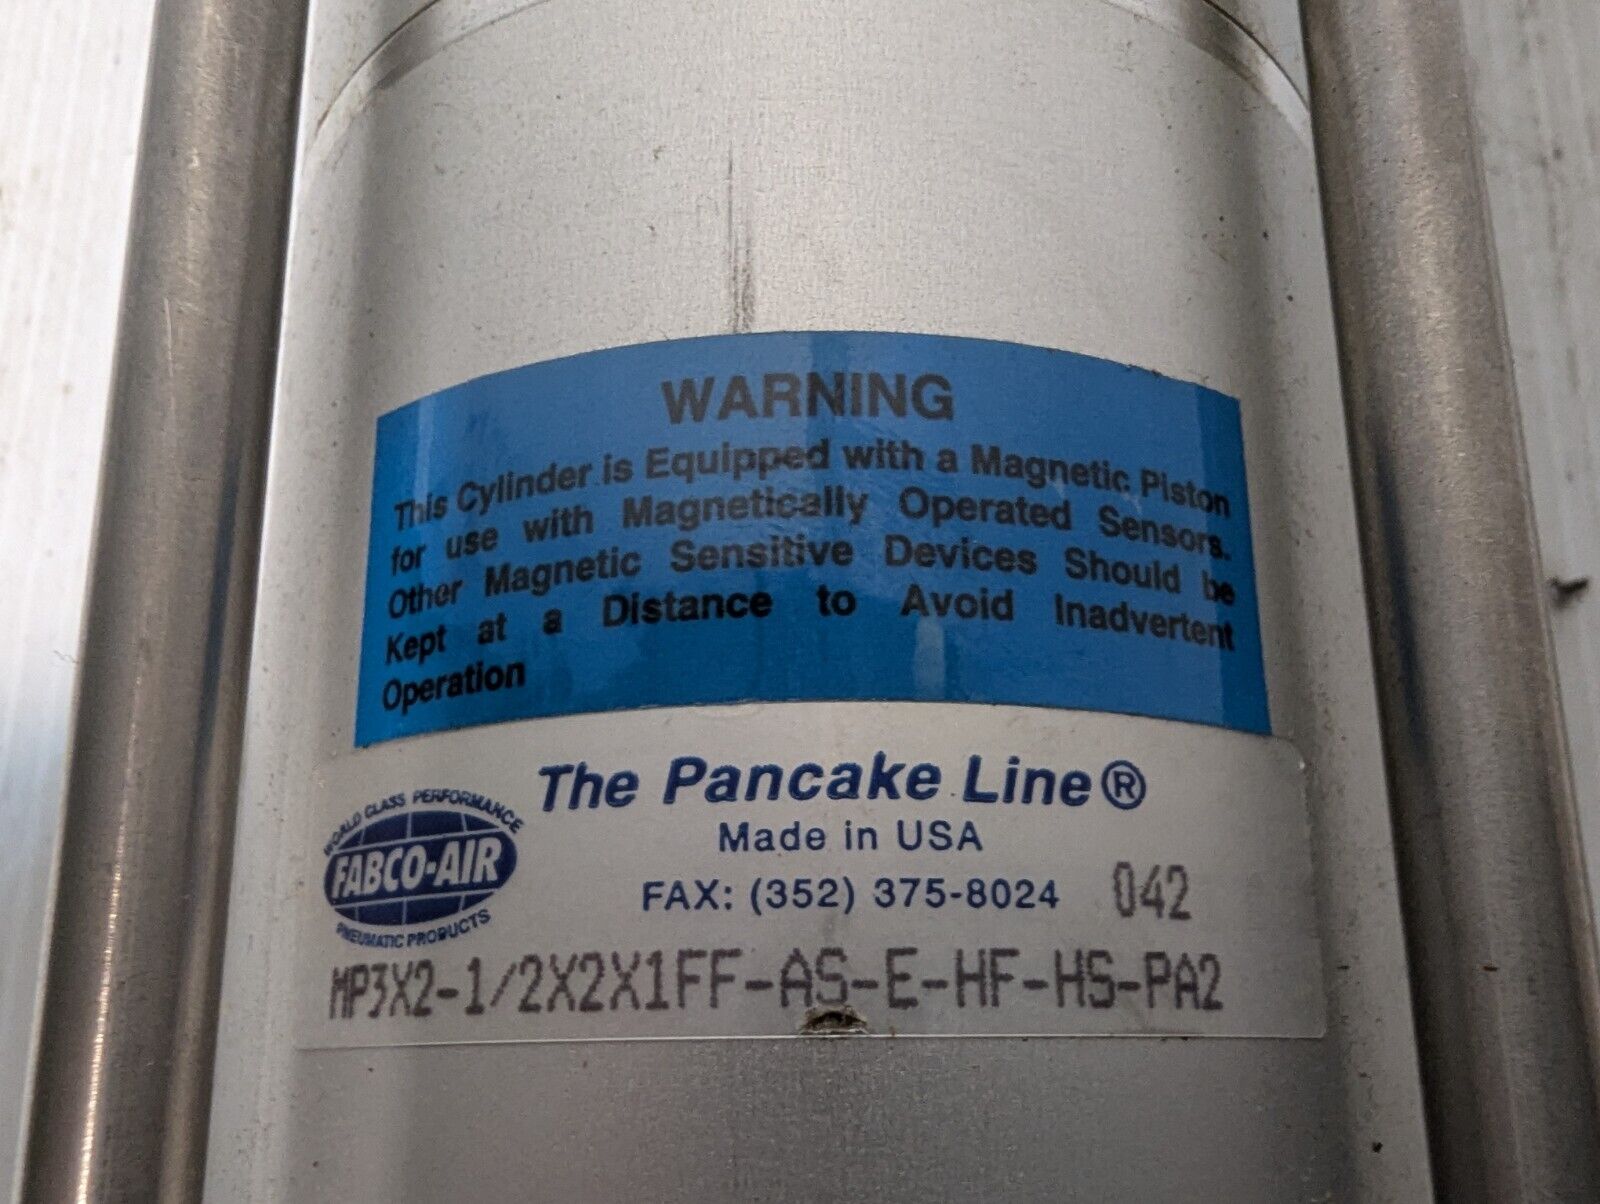 WARNING
This Cylinder is Equipped with a Magnetic Piston
for use with Magnetically Operated Sensors.
Other Magnetic Sensitive Devices Should be
Kept at a Distance to Avoid Inadvertent
Operation
The Pancake Line®
Made in USA
FAX: (352) 375-8024 042
WORLD CLASS PERFORMANCE
FABCO-AIR
PNEUMATIC PRODUCTS
MP3X2-1/2X2X1FF-AS-E-HF-HS-PA2